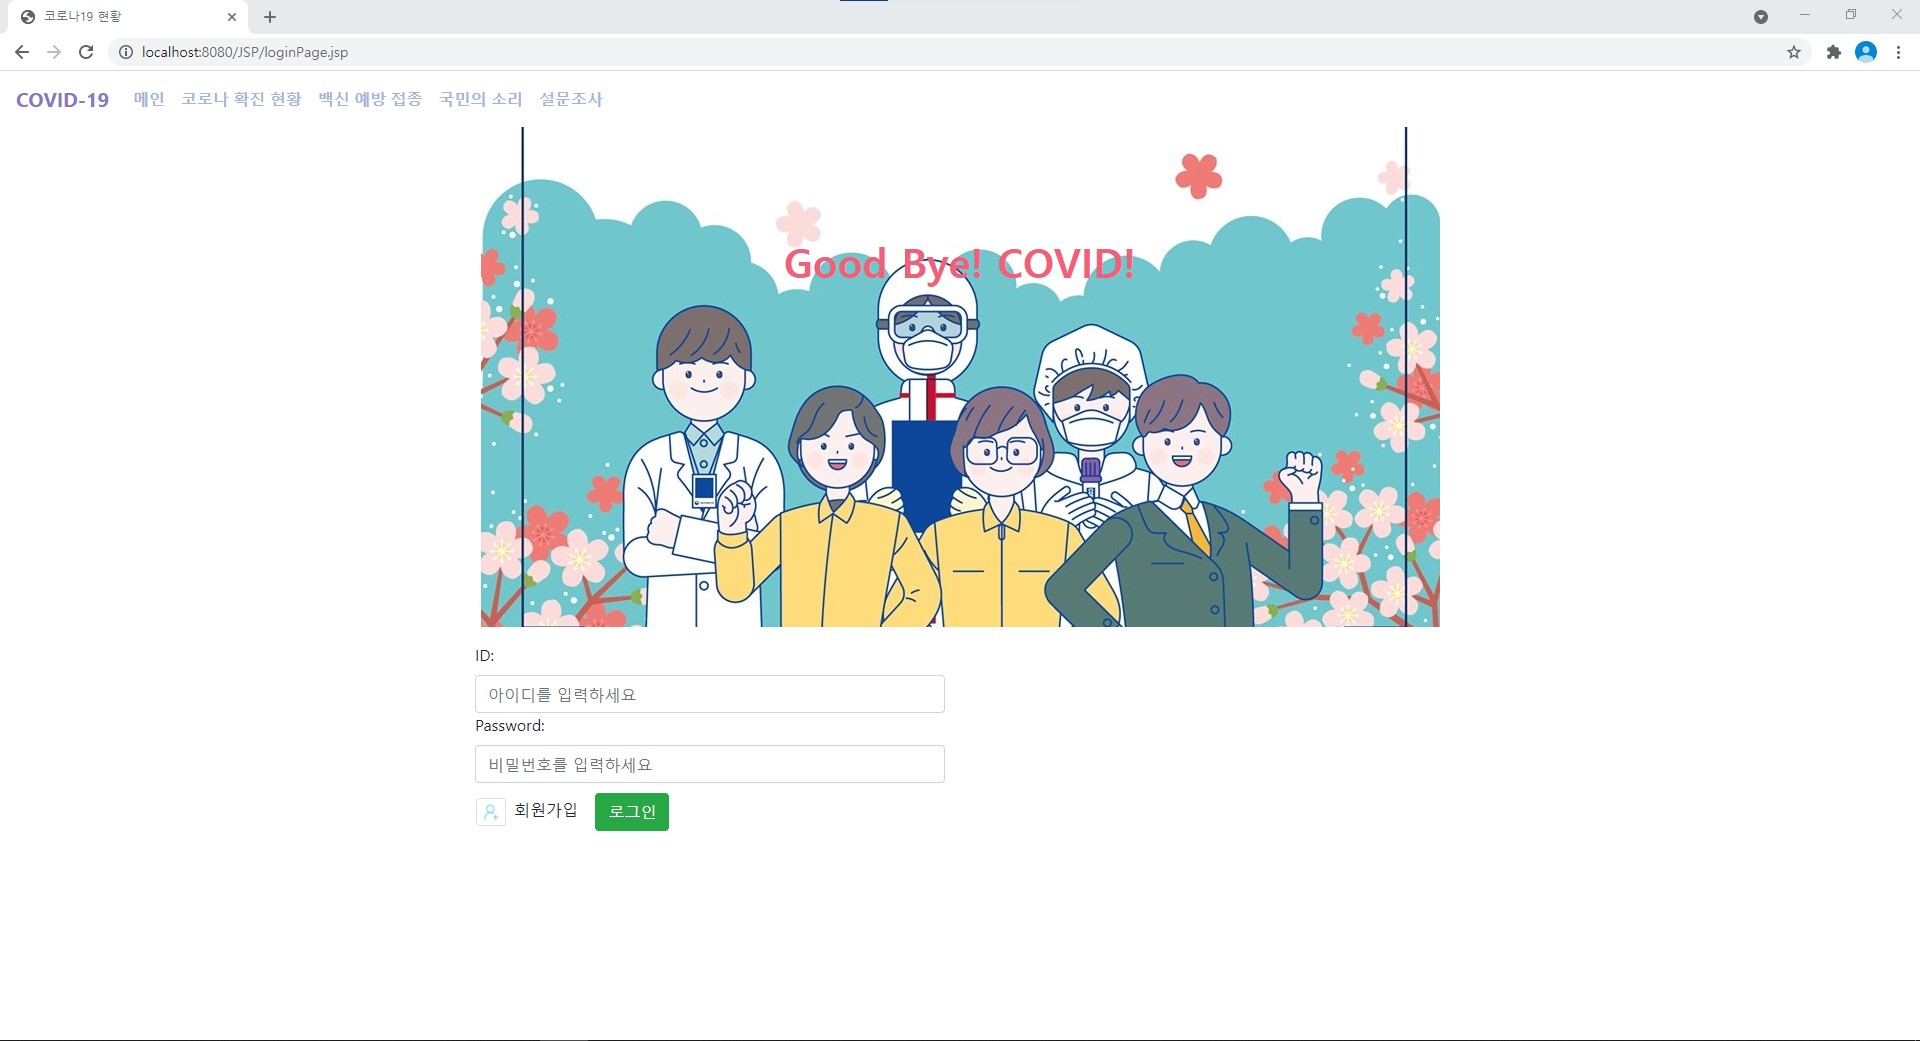 코로나19 현황
localhost:8080/JSP/loginPage.jsp
COVID-19 메인 코로나 확진 현황 백신 예방 접종 국민의 소리 설문조사
Good Bye! COVID!
ID:
아이디를 입력하세요
Password:
비밀번호를 입력하세요
회원가입 로그인